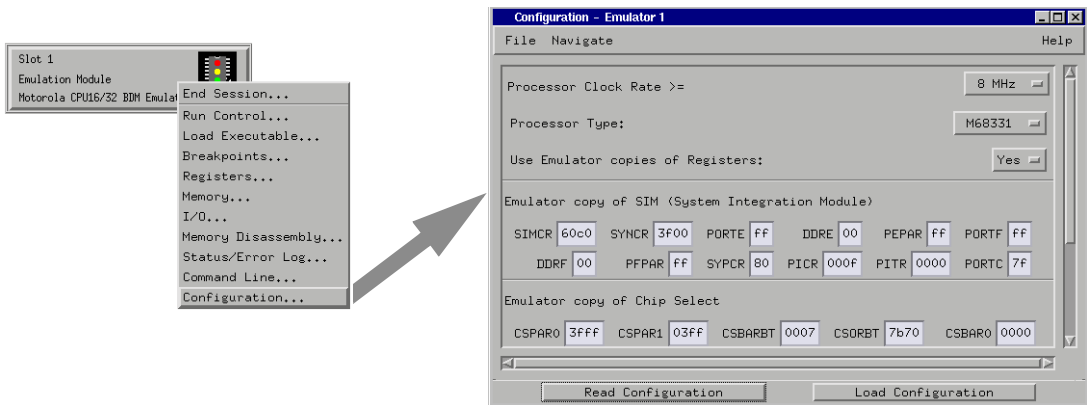 Slot 1
Emulation Module
Motorola CPU16/32 BDM
End Session...
Run Control...
Load Executable...
Breakpoints...
Registers...
Memory...
I/O...
Memory Disassembly...
Status/Error Log...
Command Line...
Configuration...
Configuration - Emulator 1
File Navigate Help
Processor Clock Rate >= 8 MHz
Processor Type: M68331
Use Emulator copies of Registers: Yes
Emulator copy of SIM (System Integration Module)
SIMCR 60c0 SYNCR 3f00 PORTE ff DDRE 00 PEPAR ff PORTF ff
DDRF 00 PFPAR ff SYPCR 80 PICR 000f PITR 0000 PORTC 7f
Emulator copy of Chip Select
CSPAR0 3fff CSPAR1 03ff CSBARBT 0007 CSORBT 7b70 CSBAR0 0000
Read Configuration Load Configuration